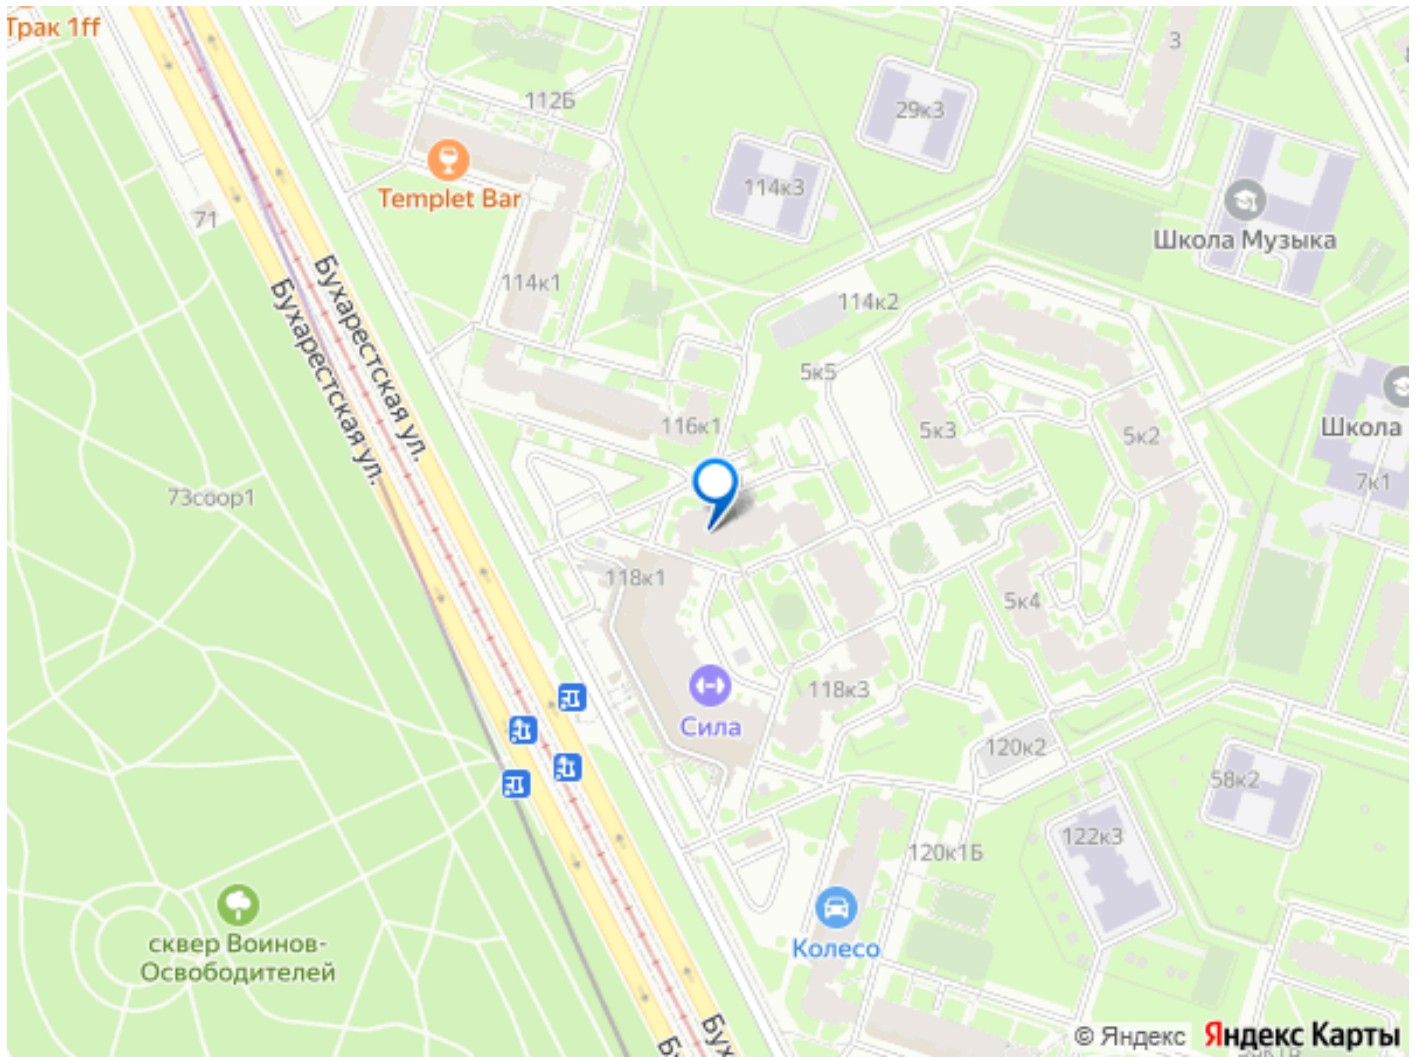 Трак 1ff
3
112Б
29к3
Templet Bar
114к3
71
Школа Музыка
Бухарестская ул.
Бухарестская ул.
114к1
114к2
5к5
116к1
5к3
5к2
Школа
7к1
73соор1
118к1
5к4
118к3
Сила
120к2
58к2
122к3
120к1Б
Колесо
сквер Воинов-
Освободителей
© Яндекс Яндекс Карты